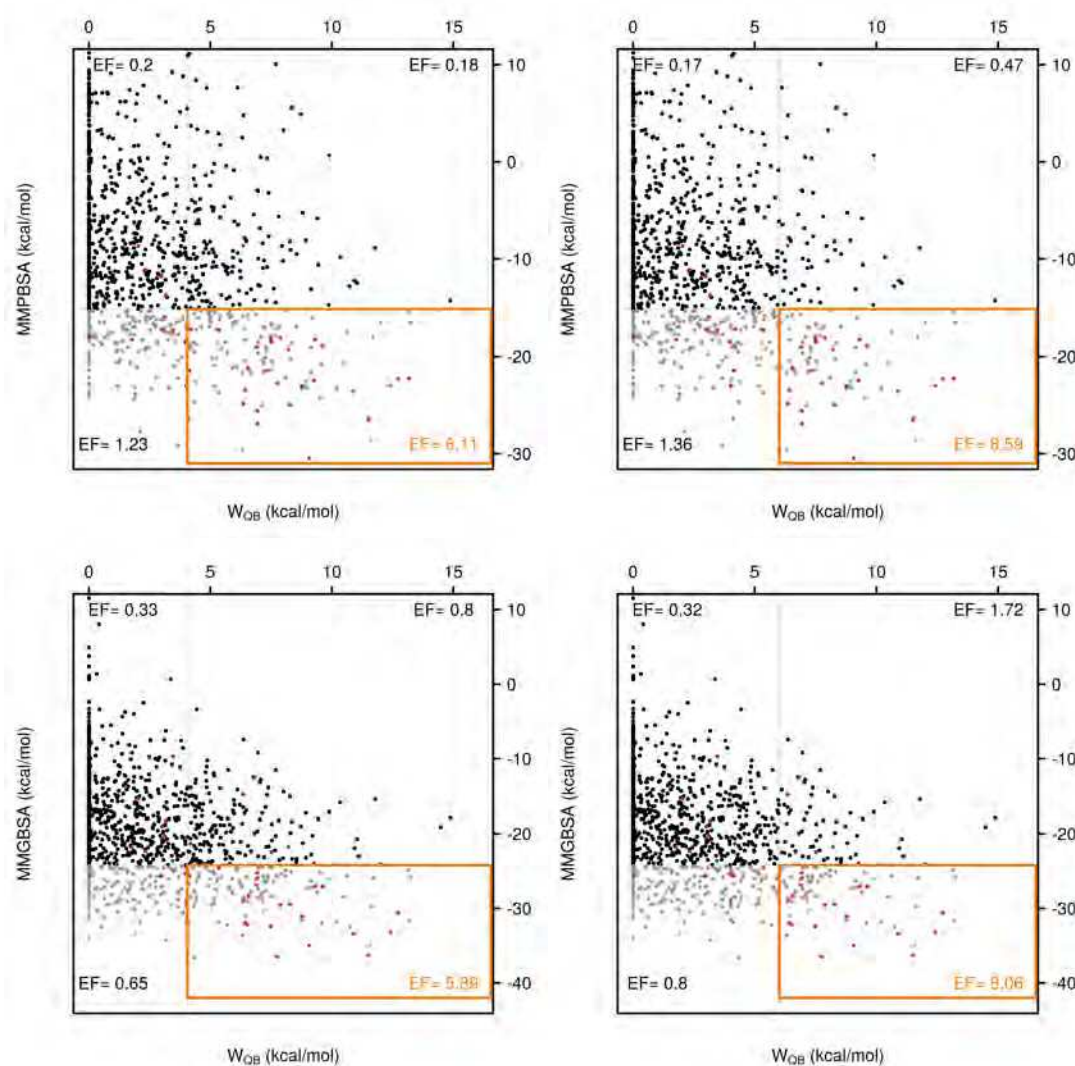 0 5 10 15 0 5 10 15
EF= 0.2 EF= 0.18 10 EF= 0.17 EF= 0.47 10
0 0
MMPBSA (kcal/mol) MMPBSA (kcal/mol)
-10 -10
-20 -20
EF= 1.23 EF= 6.11 EF= 1.36 EF= 8.59
-30 -30
WQB (kcal/mol) WQB (kcal/mol)
0 5 10 15 0 5 10 15
EF= 0.33 EF= 0.8 10 EF= 0.32 EF= 1.72 10
0 0
MMGBSA (kcal/mol) MMGBSA (kcal/mol)
-10 -10
-20 -20
-30 -30
EF= 0.65 EF= 5.89 -40 EF= 0.8 EF= 8.06 -40
WQB (kcal/mol) WQB (kcal/mol)